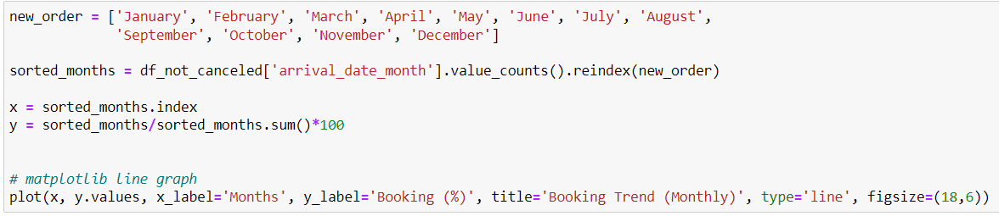 new_order = ['January', 'February', 'March', 'April', 'May', 'June', 'July', 'August',
'September', 'October', 'November', 'December']
sorted_months = df_not_canceled['arrival_date_month'].value_counts().reindex(new_order)
x = sorted_months.index
y = sorted_months/sorted_months.sum()*100
# matplotlib line graph
plot(x, y.values, x_label='Months', y_label='Booking (%)', title='Booking Trend (Monthly)', type='line', figsize=(18,6))